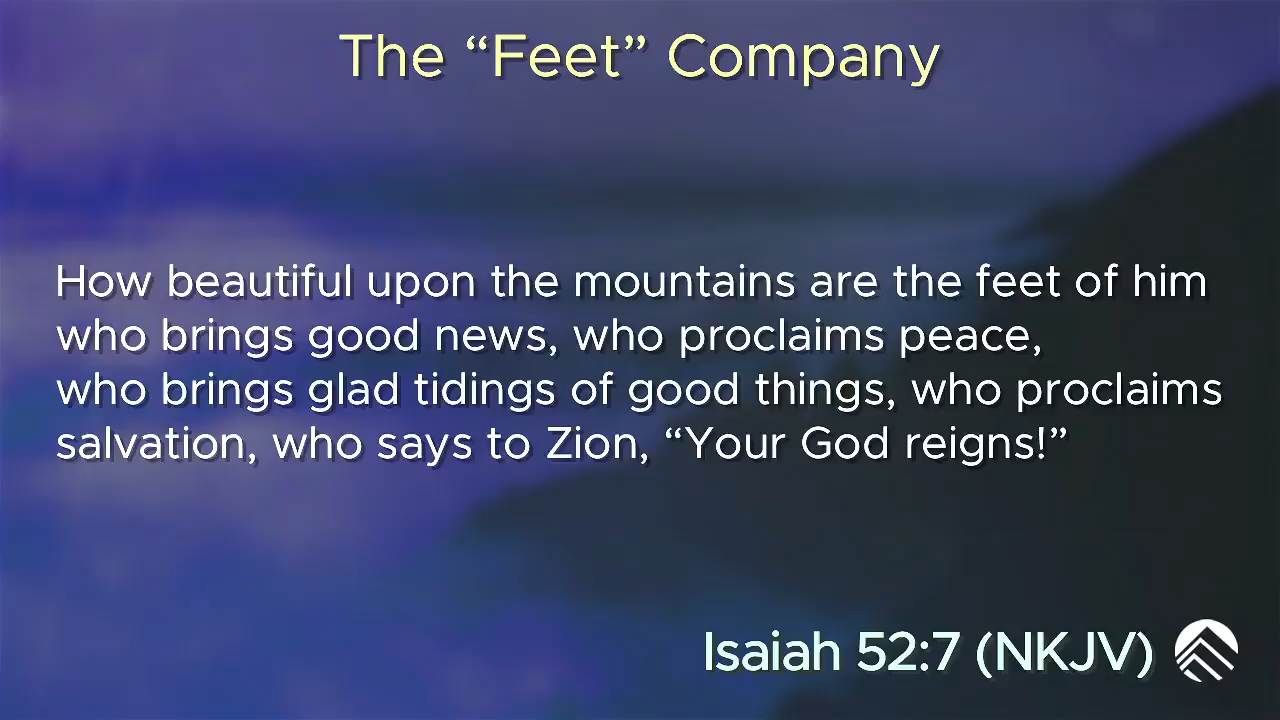 The “Feet” Company
How beautiful upon the mountains are the feet of him
who brings good news, who proclaims peace,
who brings glad tidings of good things, who proclaims
salvation, who says to Zion, “Your God reigns!”
Isaiah 52:7 (NKJV)